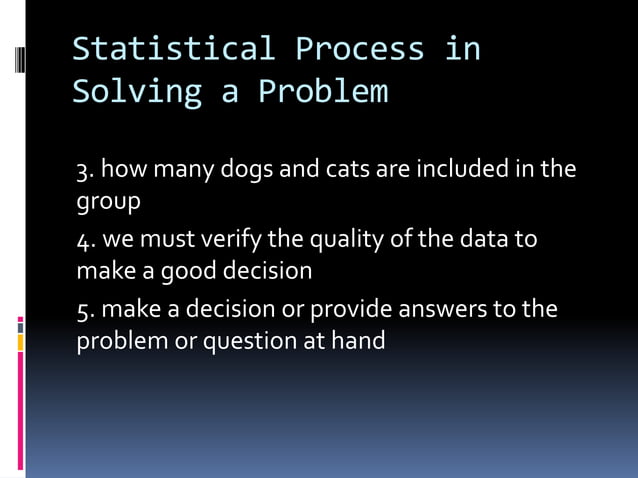 Statistical Process in
Solving a Problem
3. how many dogs and cats are included in the
group
4. we must verify the quality of the data to
make a good decision
5. make a decision or provide answers to the
problem or question at hand